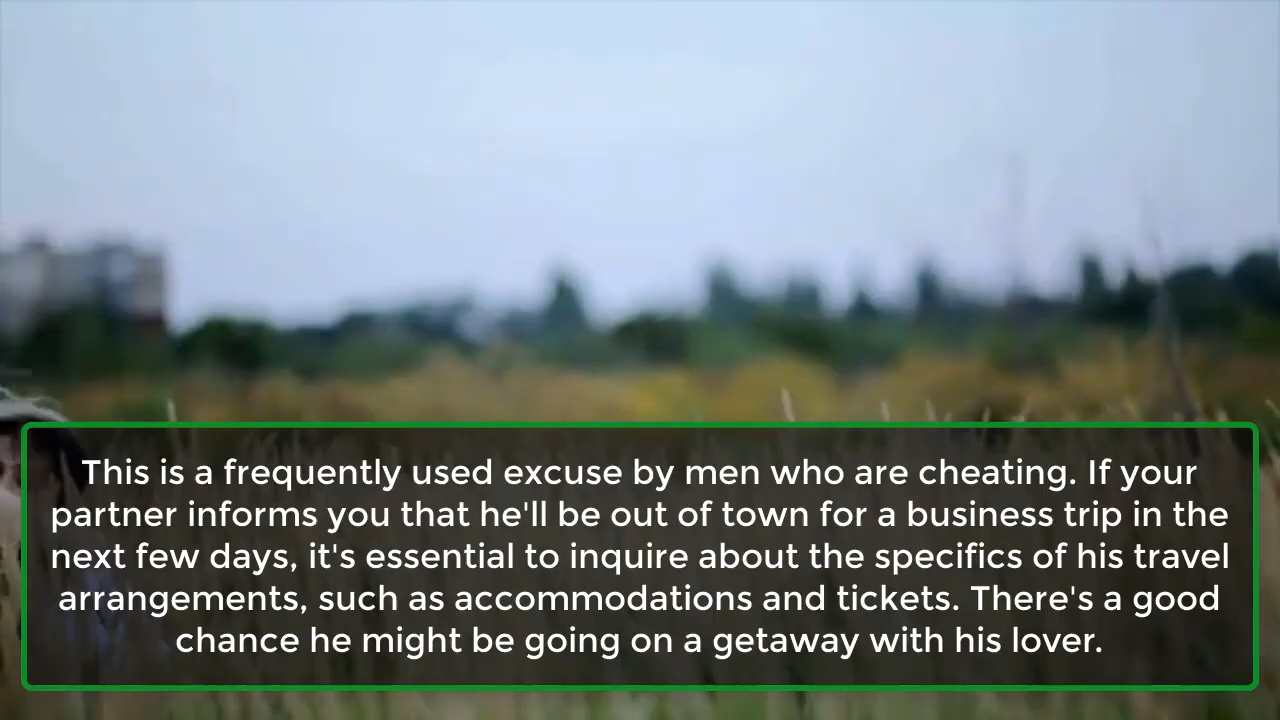 This is a frequently used excuse by men who are cheating. If your
partner informs you that he'll be out of town for a business trip in the
next few days, it's essential to inquire about the specifics of his travel
arrangements, such as accommodations and tickets. There's a good
chance he might be going on a getaway with his lover.